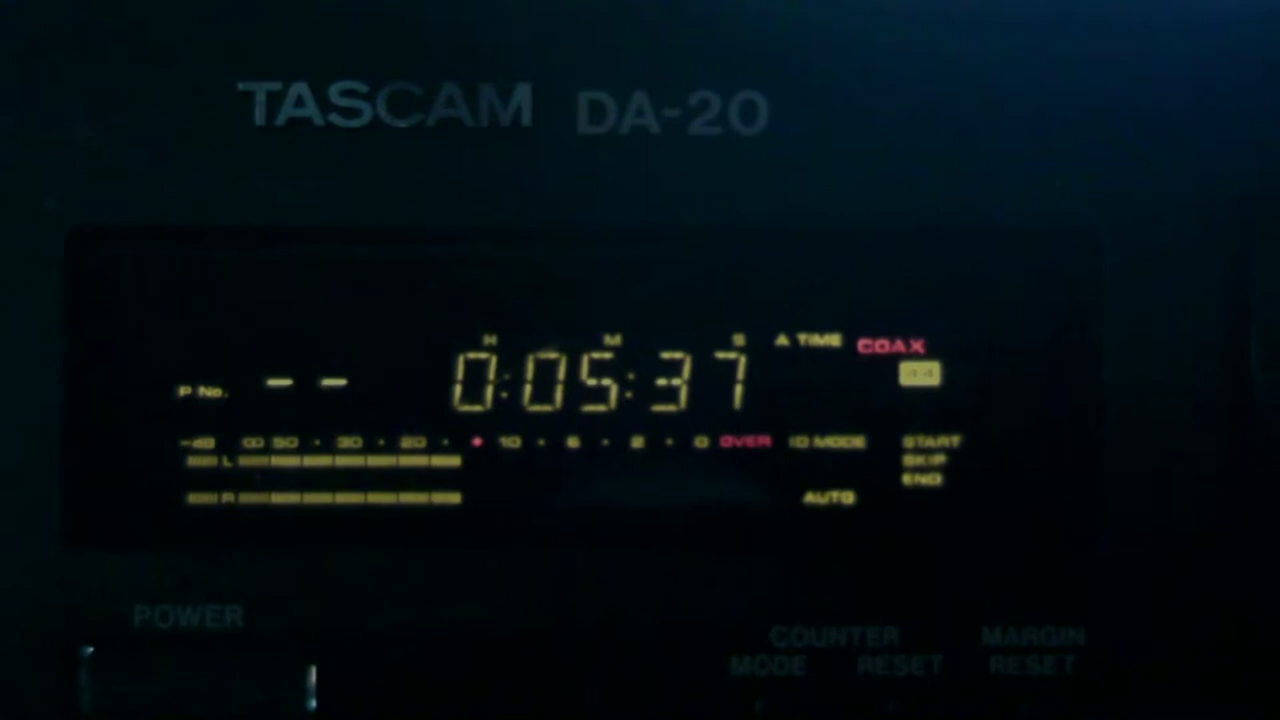 TASCAM DA-20
H M S A TIME COAX
P No. -- 0:05:37 44
-dB ∞ 50 · 30 · 20 · ♦ 10 · 6 · 2 · 0 OVER ID MODE START
L SKIP
END
R AUTO
POWER
COUNTER MARGIN
MODE RESET RESET